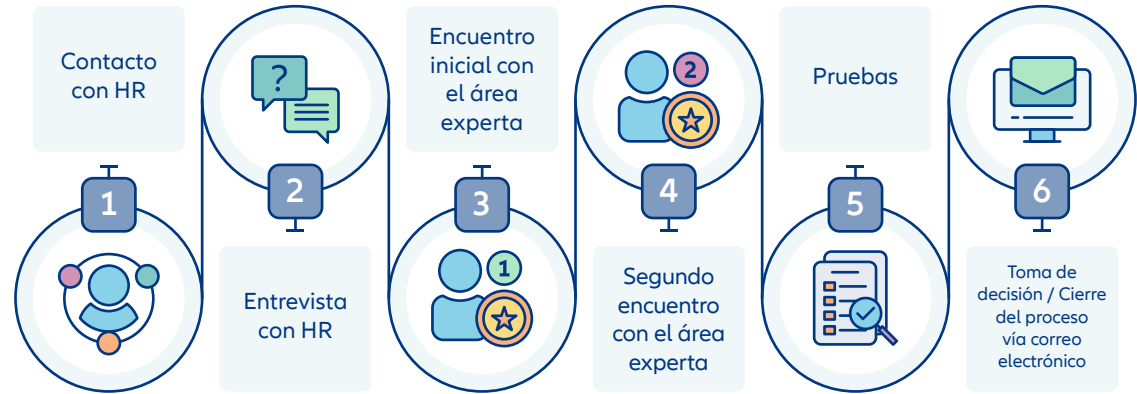 Contacto
con HR
1
?
2
Entrevista
con HR
Encuentro
inicial con
el área
experta
3
1
2
4
Segundo
encuentro
con el área
experta
Pruebas
5
6
Toma de
decisión / Cierre
del proceso
vía correo
electrónico